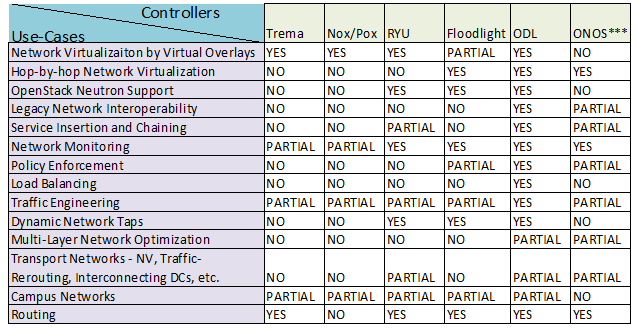 Controllers
Use-Cases Trema Nox/Pox RYU Floodlight ODL ONOS***
Network Virtualizaiton by Virtual Overlays YES YES YES PARTIAL YES NO
Hop-by-hop Network Virtualization NO NO NO YES YES YES
OpenStack Neutron Support NO NO YES YES YES NO
Legacy Network Interoperability NO NO NO NO YES PARTIAL
Service Insertion and Chaining NO NO PARTIAL NO YES PARTIAL
Network Monitoring PARTIAL PARTIAL YES YES YES YES
Policy Enforcement NO NO NO PARTIAL YES PARTIAL
Load Balancing NO NO NO NO YES NO
Traffic Engineering PARTIAL PARTIAL PARTIAL PARTIAL YES PARTIAL
Dynamic Network Taps NO NO YES YES YES NO
Multi-Layer Network Optimization NO NO NO NO PARTIAL PARTIAL
Transport Networks - NV, Traffic-
Rerouting, Interconnecting DCs, etc. NO NO PARTIAL NO PARTIAL PARTIAL
Campus Networks PARTIAL PARTIAL PARTIAL PARTIAL PARTIAL NO
Routing YES NO YES YES YES YES